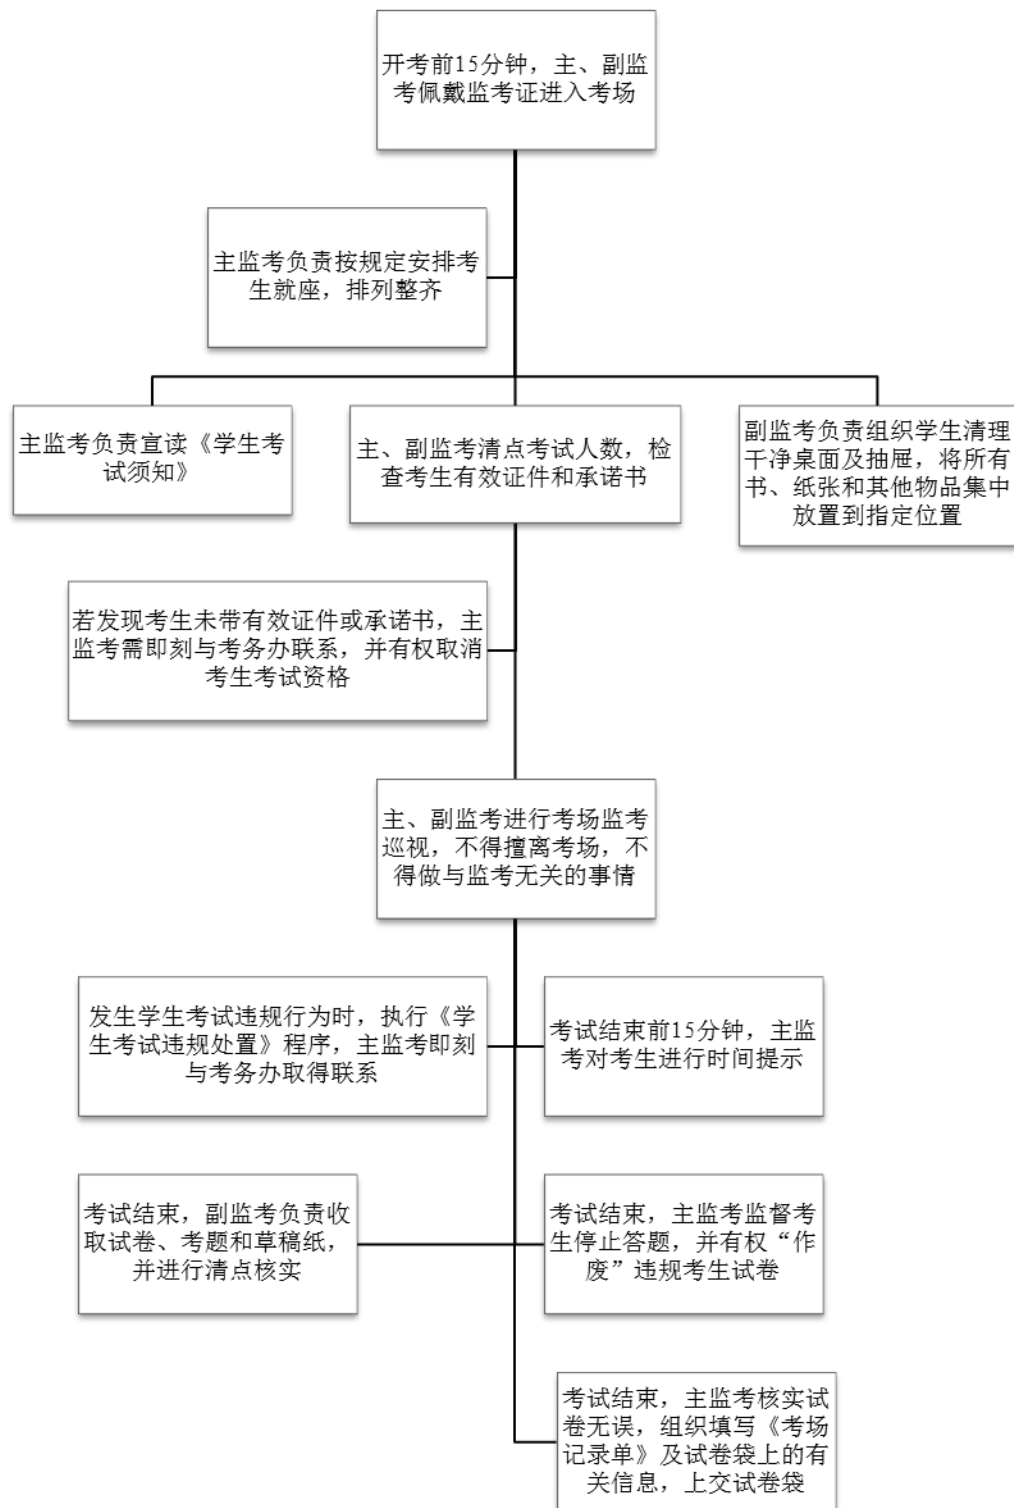 开考前15分钟，主、副监
考佩戴监考证进入考场
主监考负责按规定安排考
生就座，排列整齐
主监考负责宣读《学生考
试须知》
主、副监考清点考试人数，检
查考生有效证件和承诺书
副监考负责组织学生清理
干净桌面及抽屉，将所有
书、纸张和其他物品集中
放置到指定位置
若发现考生未带有效证件或承诺书，主
监考需即刻与考务办联系，并有权取消
考生考试资格
主、副监考进行考场监考
巡视，不得擅离考场，不
得做与监考无关的事情
发生学生考试违规行为时，执行《学
生考试违规处置》程序，主监考即刻
与考务办取得联系
考试结束前15分钟，主监
考对考生进行时间提示
考试结束，副监考负责收
取试卷、考题和草稿纸，
并进行清点核实
考试结束，主监考监督考
生停止答题，并有权“作
废”违规考生试卷
考试结束，主监考核实试
卷无误，组织填写《考场
记录单》及试卷袋上的有
关信息，上交试卷袋